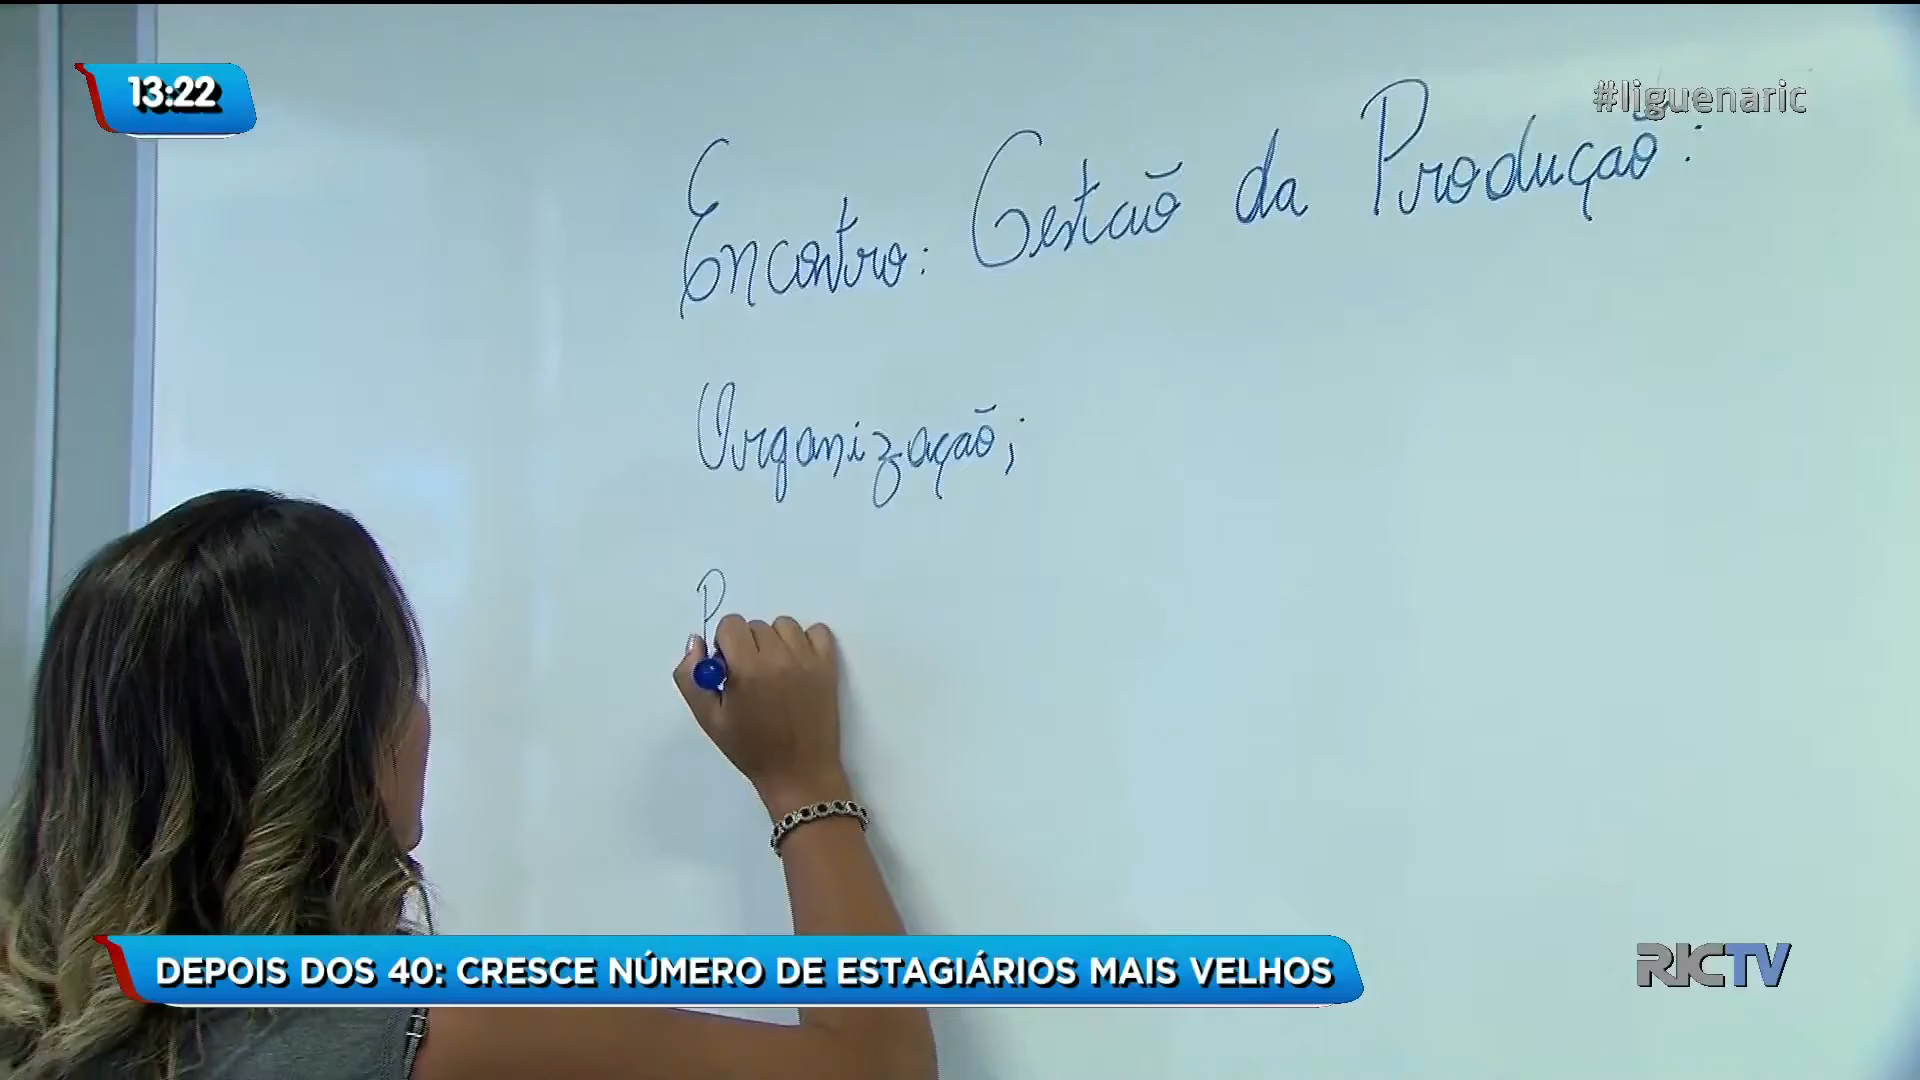 13:22
#liguenaric
Encontro: Gestão da Produção:
Organização;
P
DEPOIS DOS 40: CRESCE NÚMERO DE ESTAGIÁRIOS MAIS VELHOS
RICTV